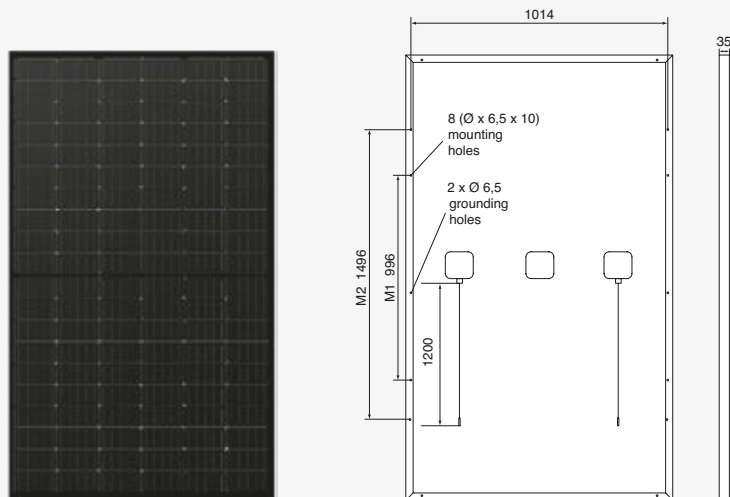 1014
35
8 (Ø x 6,5 x 10)
mounting
holes
2 x Ø 6,5
grounding
holes
M2 1496
M1 996
1200